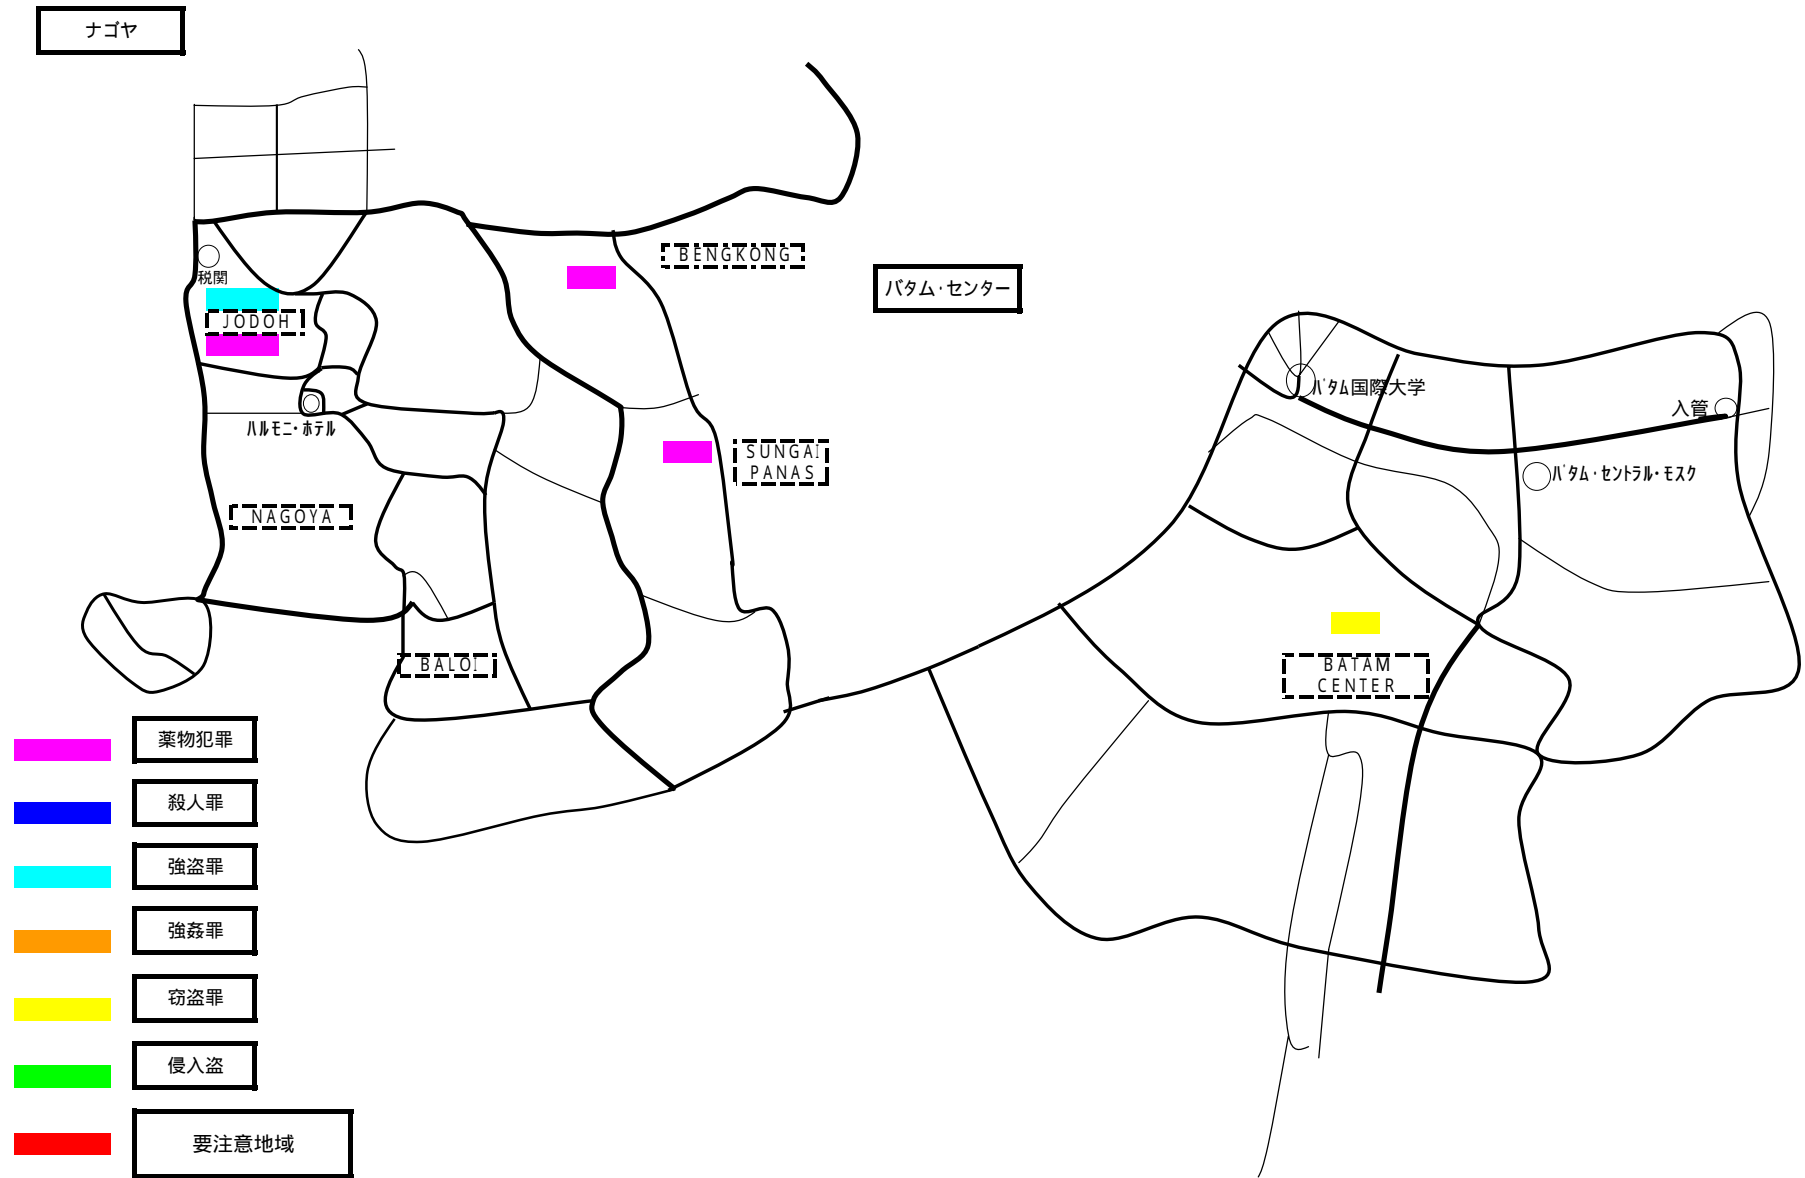 ナゴヤ
BENGKONG
税関
バタム・センター
JODOH
バタム国際大学
入管
ハルモニ・ホテル
SUNGAI
PANAS
バタム・セントラル・モスク
NAGOYA
BALOI
BATAM
CENTER
薬物犯罪
殺人罪
強盗罪
強姦罪
窃盗罪
侵入盗
要注意地域